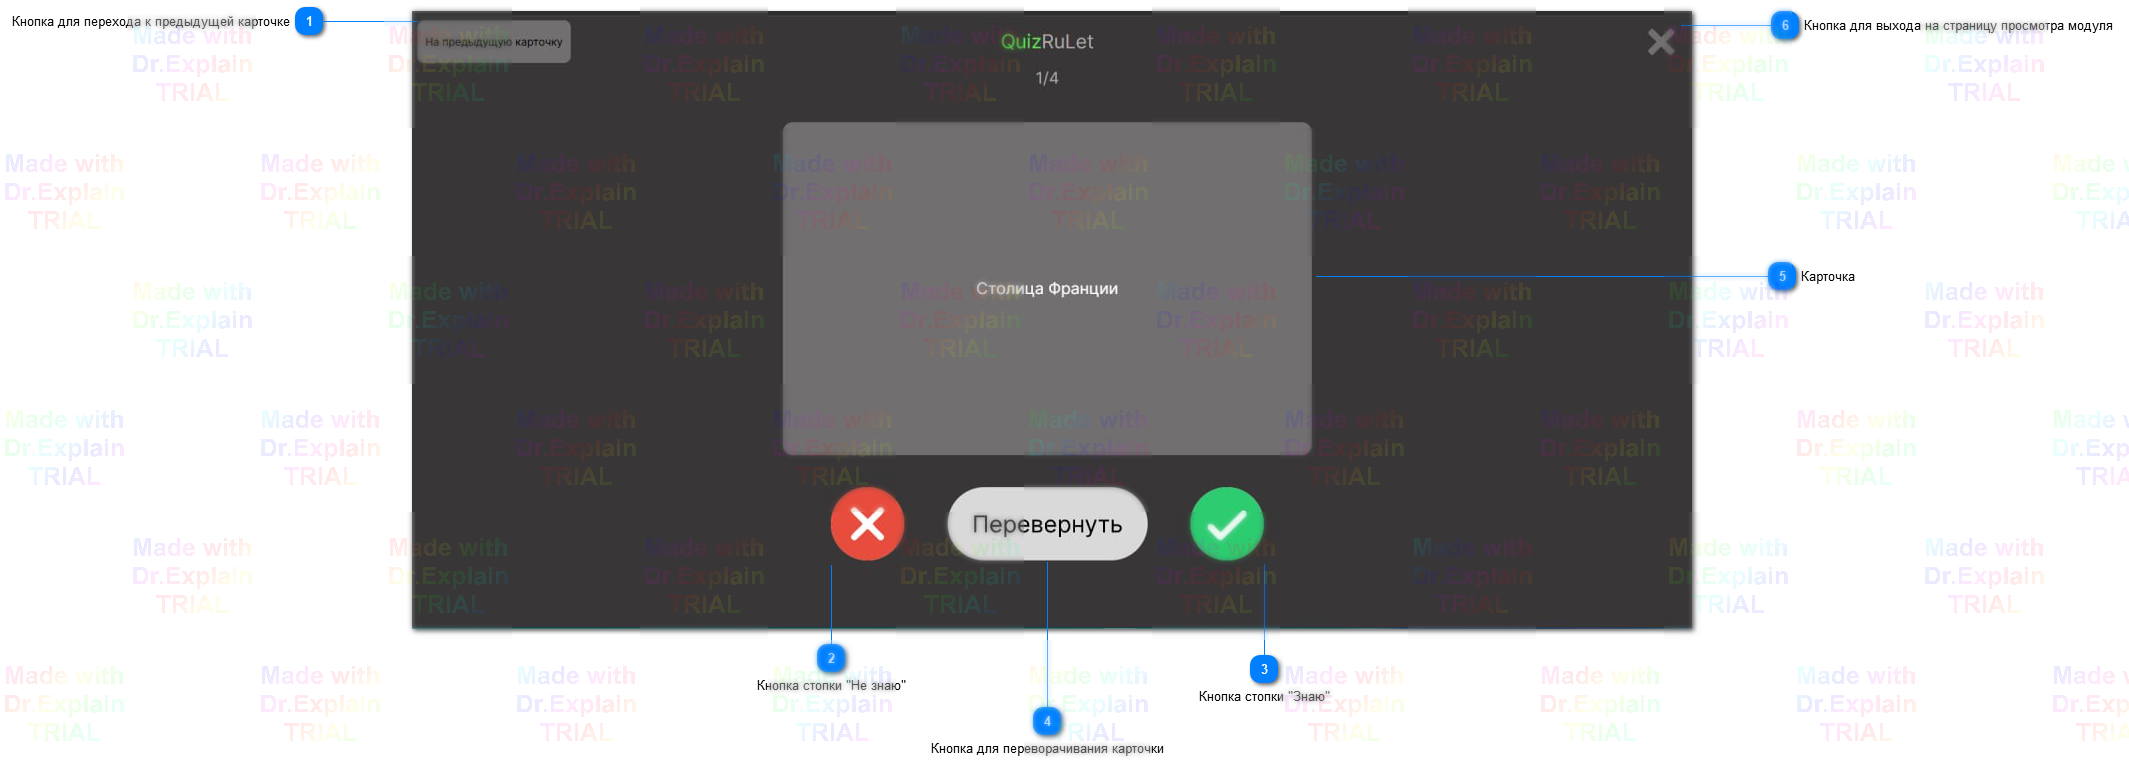 Кнопка для перехода к предыдущей карточке
1
На предыдущую карточку
QuizRuLet
1/4
6
Кнопка для выхода на страницу просмотра модуля
Столица Франции
5
Карточка
Перевернуть
2
Кнопка стопки "Не знаю"
3
Кнопка стопки "Знаю"
4
Кнопка для переворачивания карточки
Made with
Dr.Explain
TRIAL